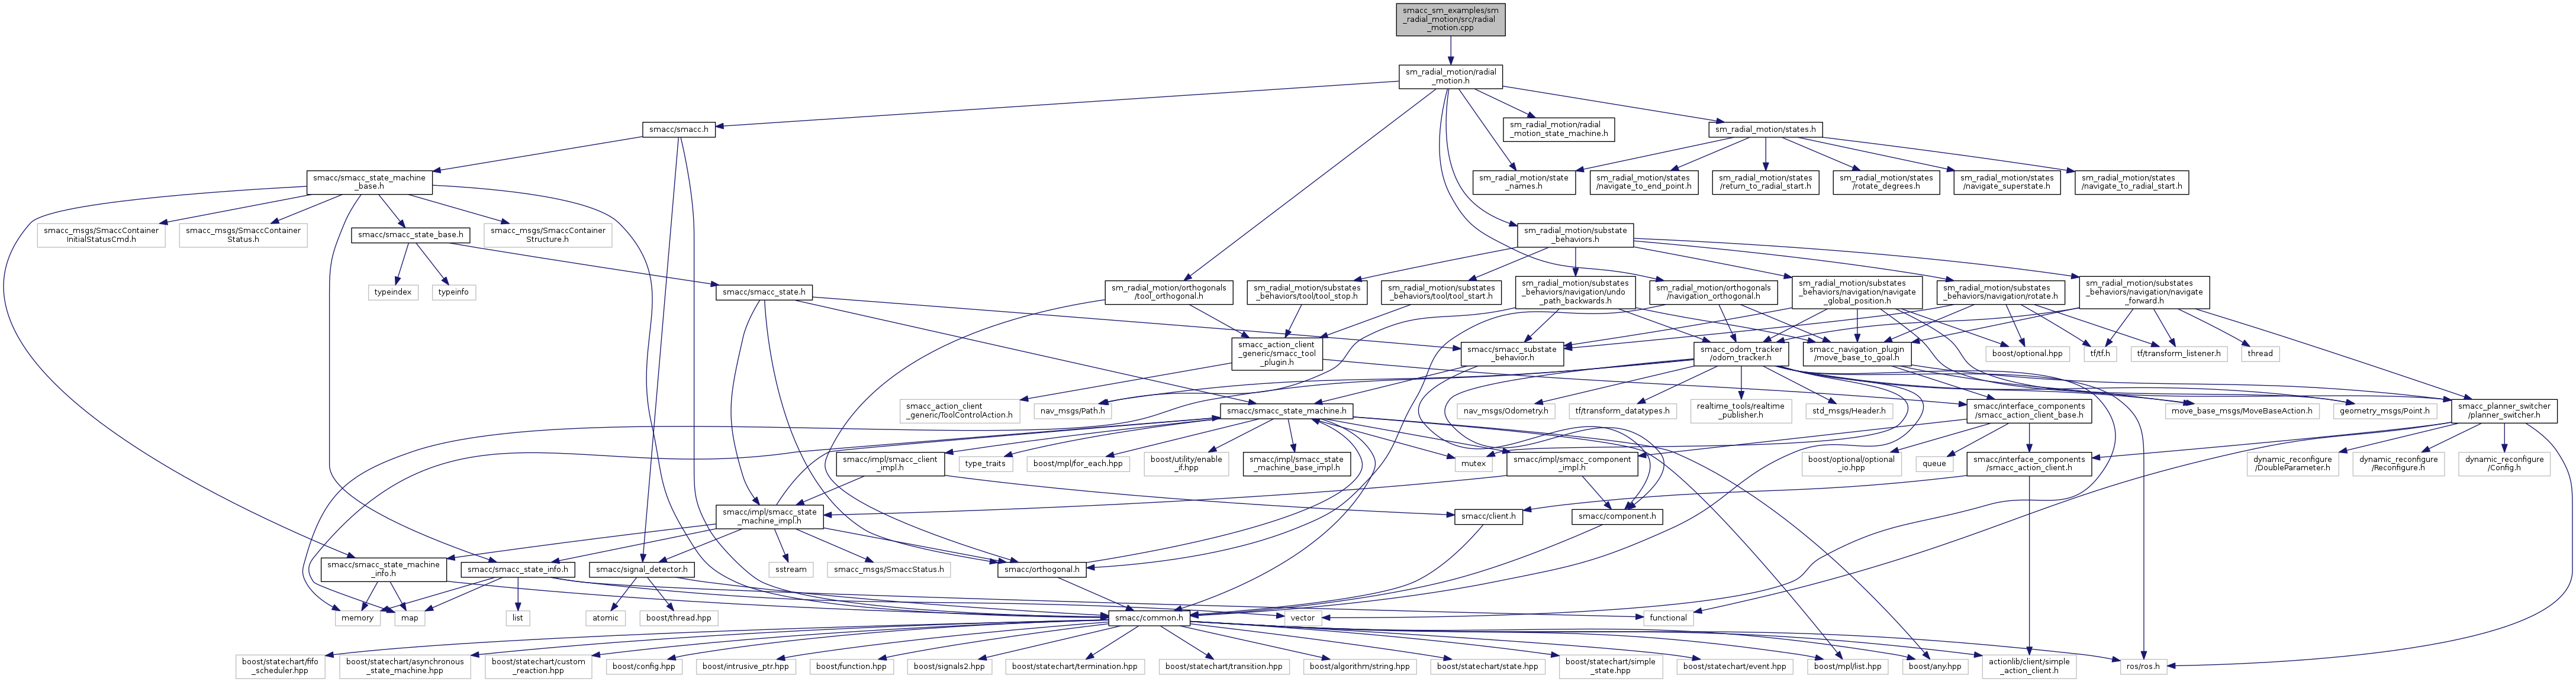 smacc_sm_examples/sm
_radial_motion/src/radial
_motion.cpp
sm_radial_motion/radial
_motion.h
smacc/smacc.h
sm_radial_motion/radial
_motion_state_machine.h
sm_radial_motion/states.h
smacc/smacc_state_machine
_base.h
sm_radial_motion/state
_names.h
sm_radial_motion/states
/navigate_to_end_point.h
sm_radial_motion/states
/return_to_radial_start.h
sm_radial_motion/states
/rotate_degrees.h
sm_radial_motion/states
/navigate_superstate.h
sm_radial_motion/states
/navigate_to_radial_start.h
smacc_msgs/SmaccContainer
InitialStatusCmd.h
smacc_msgs/SmaccContainer
Status.h
smacc/smacc_state_base.h
smacc_msgs/SmaccContainer
Structure.h
sm_radial_motion/substate
_behaviors.h
typeindex
typeinfo
smacc/smacc_state.h
sm_radial_motion/orthogonals
/tool_orthogonal.h
sm_radial_motion/substates
_behaviors/tool/tool_stop.h
sm_radial_motion/substates
_behaviors/tool/tool_start.h
sm_radial_motion/substates
_behaviors/navigation/undo
_path_backwards.h
sm_radial_motion/orthogonals
/navigation_orthogonal.h
sm_radial_motion/substates
_behaviors/navigation/navigate
_global_position.h
sm_radial_motion/substates
_behaviors/navigation/rotate.h
sm_radial_motion/substates
_behaviors/navigation/navigate
_forward.h
smacc_action_client
_generic/smacc_tool
_plugin.h
smacc/smacc_substate
_behavior.h
smacc_odom_tracker
/odom_tracker.h
smacc_navigation_plugin
/move_base_to_goal.h
boost/optional.hpp
tf/tf.h
tf/transform_listener.h
thread
smacc_action_client
_generic/ToolControlAction.h
nav_msgs/Path.h
smacc/smacc_state_machine.h
nav_msgs/Odometry.h
tf/transform_datatypes.h
realtime_tools/realtime
_publisher.h
std_msgs/Header.h
smacc/interface_components
/smacc_action_client_base.h
move_base_msgs/MoveBaseAction.h
geometry_msgs/Point.h
smacc_planner_switcher
/planner_switcher.h
smacc/impl/smacc_client
_impl.h
type_traits
boost/mpl/for_each.hpp
boost/utility/enable
_if.hpp
smacc/impl/smacc_state
_machine_base_impl.h
mutex
smacc/impl/smacc_component
_impl.h
boost/optional/optional
_io.hpp
queue
smacc/interface_components
/smacc_action_client.h
dynamic_reconfigure
/DoubleParameter.h
dynamic_reconfigure
/Reconfigure.h
dynamic_reconfigure
/Config.h
smacc/impl/smacc_state
_machine_impl.h
smacc/client.h
smacc/component.h
smacc/smacc_state_machine
_info.h
smacc/smacc_state_info.h
smacc/signal_detector.h
sstream
smacc_msgs/SmaccStatus.h
smacc/orthogonal.h
memory
map
list
atomic
boost/thread.hpp
smacc/common.h
vector
functional
boost/statechart/fifo
_scheduler.hpp
boost/statechart/asynchronous
_state_machine.hpp
boost/statechart/custom
_reaction.hpp
boost/config.hpp
boost/intrusive_ptr.hpp
boost/function.hpp
boost/signals2.hpp
boost/statechart/termination.hpp
boost/statechart/transition.hpp
boost/algorithm/string.hpp
boost/statechart/state.hpp
boost/statechart/simple
_state.hpp
boost/statechart/event.hpp
boost/mpl/list.hpp
boost/any.hpp
actionlib/client/simple
_action_client.h
ros/ros.h